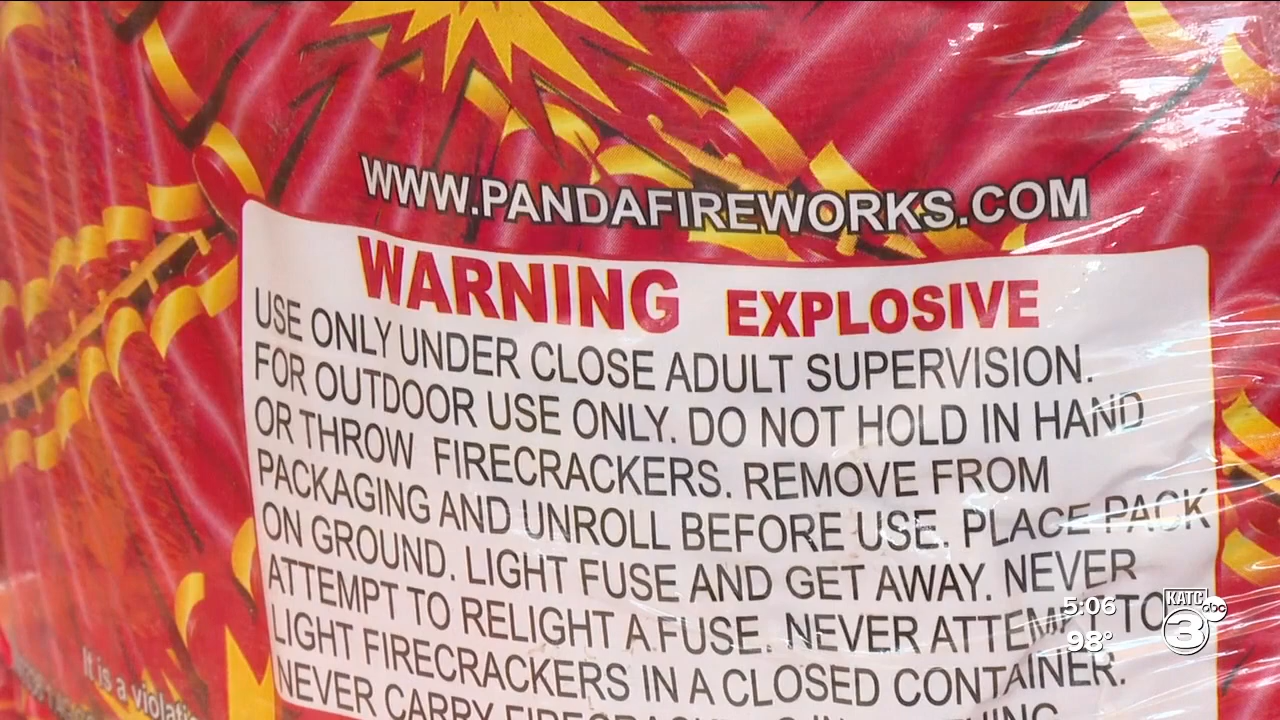 WWW.PANDAFIREWORKS.COM
WARNING EXPLOSIVE
USE ONLY UNDER CLOSE ADULT SUPERVISION.
FOR OUTDOOR USE ONLY. DO NOT HOLD IN HAND
OR THROW FIRECRACKERS. REMOVE FROM
PACKAGING AND UNROLL BEFORE USE. PLACE PACK
ON GROUND. LIGHT FUSE AND GET AWAY. NEVER
ATTEMPT TO RELIGHT A FUSE. NEVER ATTEMPT TO
LIGHT FIRECRACKERS IN A CLOSED CONTAINER.
NEVER CARRY
It is a
5:06
98°
KATC
abc
3